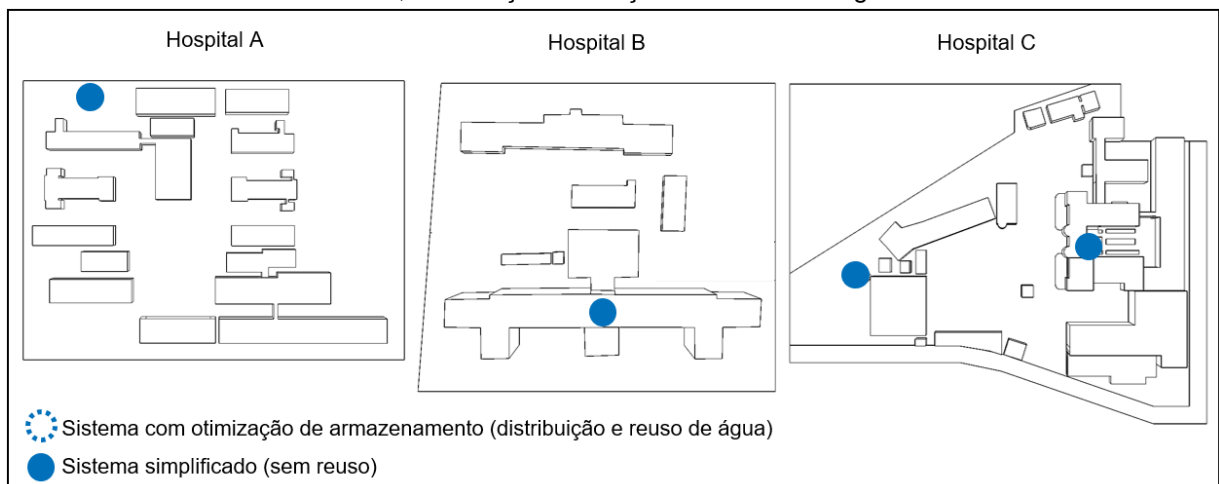 Hospital A
Hospital B
Hospital C
Sistema com otimização de armazenamento (distribuição e reuso de água)
Sistema simplificado (sem reuso)